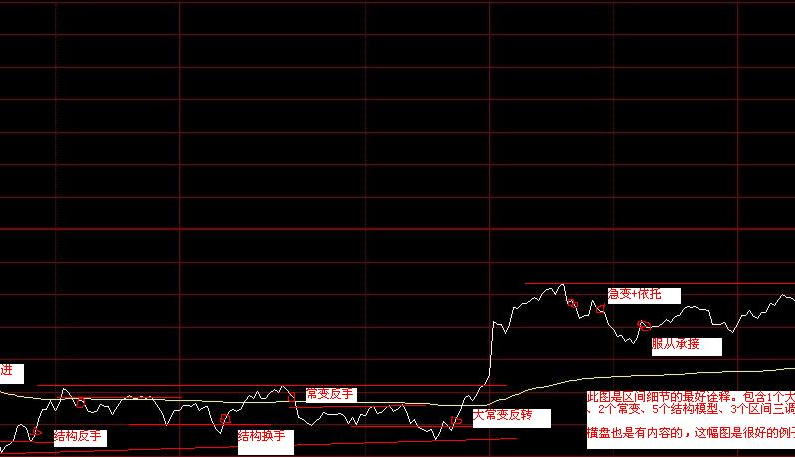 急变+依托
服从承接
进
常变反手
此图是区间细节的最好诠释。包含1个大
、2个常变、5个结构模型、3个区间三调
大常变反转
结构反手
结构换手
横盘也是有内容的，这幅图是很好的例子